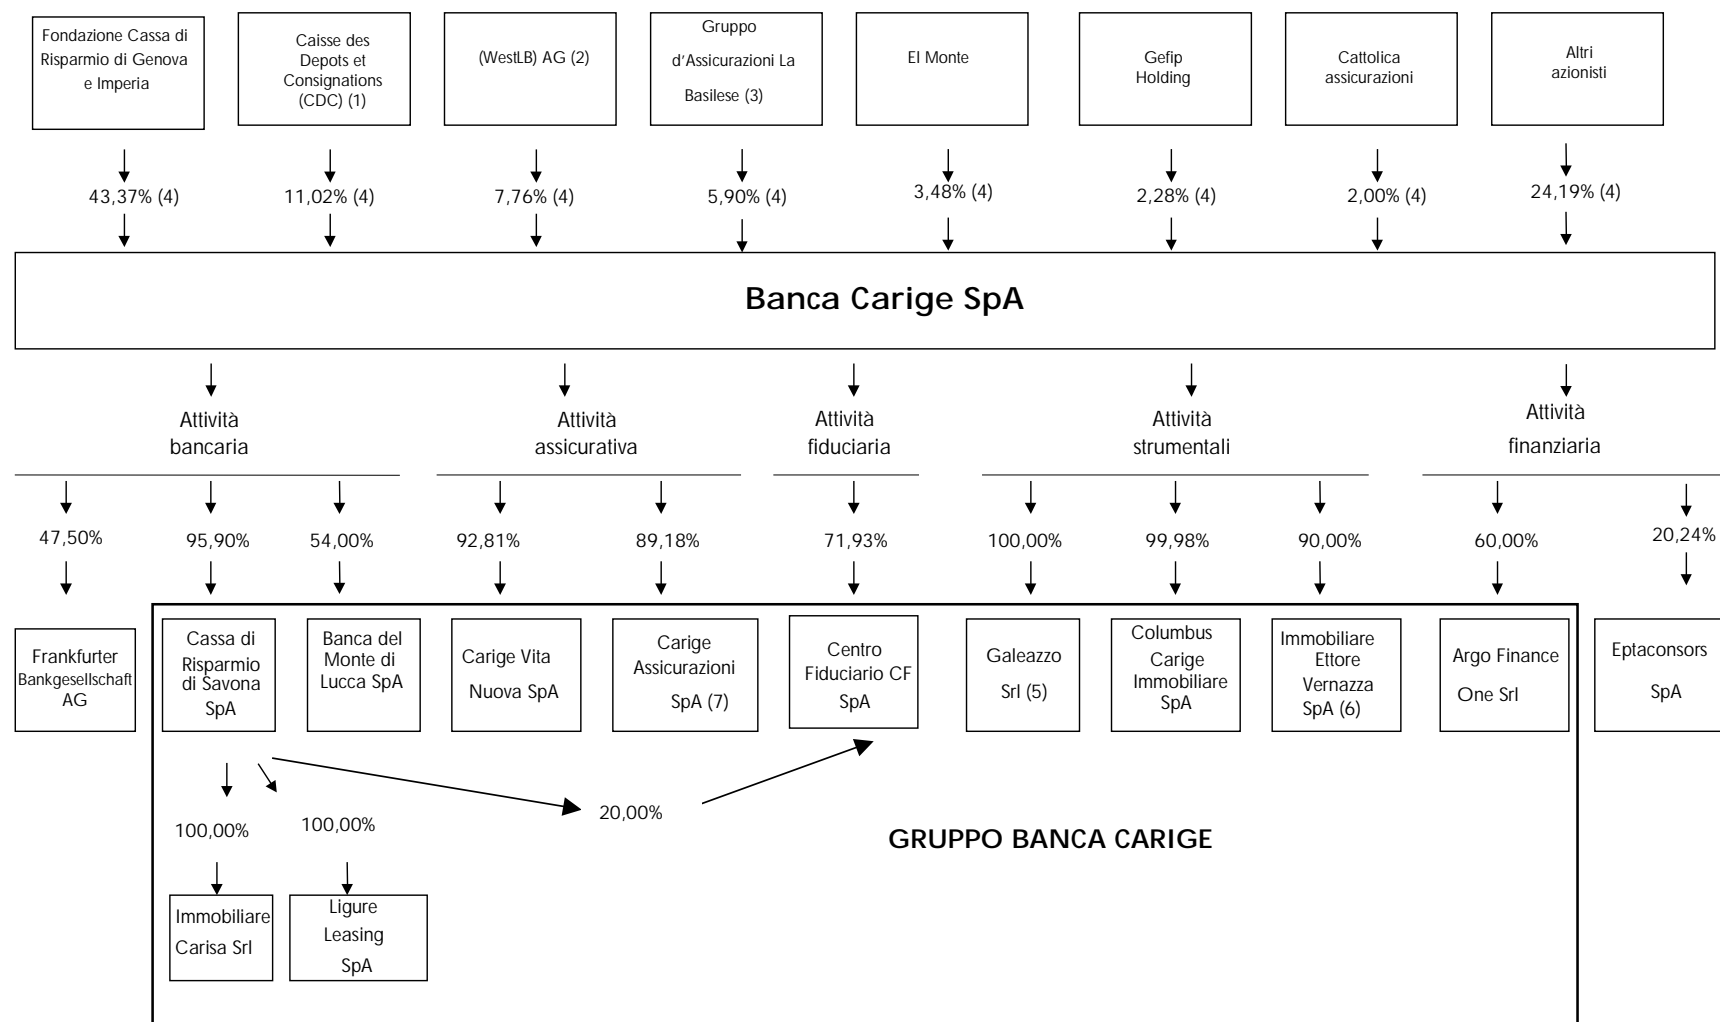 Fondazione Cassa di
Risparmio di Genova
e Imperia
Caisse des
Depots et
Consignations
(CDC) (1)
(WestLB) AG (2)
Gruppo
d'Assicurazioni La
Basilese (3)
El Monte
Gefip
Holding
Cattolica
assicurazioni
Altri
azionisti
43,37% (4)
11,02% (4)
7,76% (4)
5,90% (4)
3,48% (4)
2,28% (4)
2,00% (4)
24,19% (4)
Banca Carige SpA
Attività
bancaria
Attività
assicurativa
Attività
fiduciaria
Attività
strumentali
Attività
finanziaria
47,50%
95,90%
54,00%
92,81%
89,18%
71,93%
100,00%
99,98%
90,00%
60,00%
20,24%
Frankfurter
Bankgesellschaft
AG
Cassa di
Risparmio
di Savona
SpA
Banca del
Monte di
Lucca SpA
Carige Vita
Nuova SpA
Carige
Assicurazioni
SpA (7)
Centro
Fiduciario CF
SpA
Galeazzo
Srl (5)
Columbus
Carige
Immobiliare
SpA
Immobiliare
Ettore
Vernazza
SpA (6)
Argo Finance
One Srl
Eptaconsors
SpA
100,00%
100,00%
20,00%
GRUPPO BANCA CARIGE
Immobiliare
Carisa Srl
Ligure
Leasing
SpA